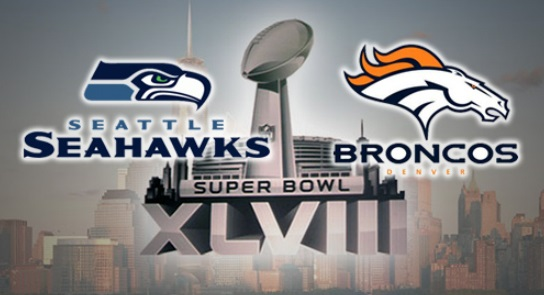 SEATTLE
SEAHAWKS
BRONCOS
DENVER
SUPER BOWL
XLVIII